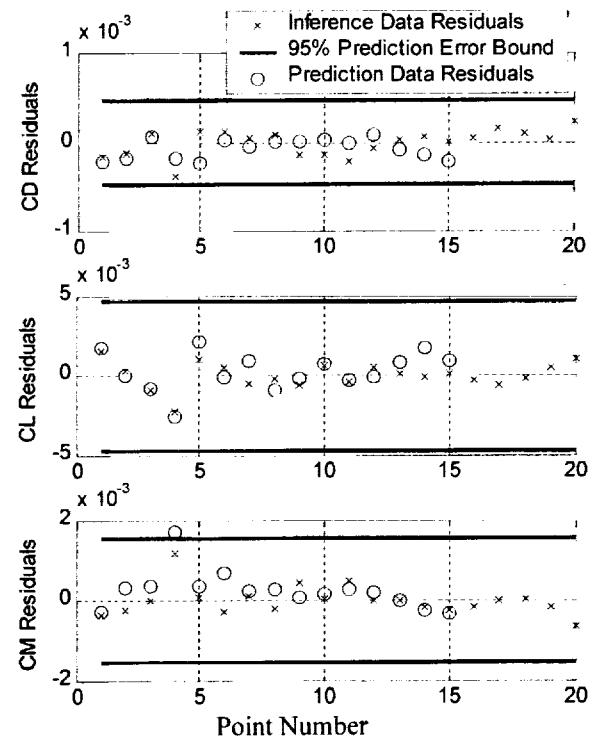 x 10⁻³
× Inference Data Residuals
95% Prediction Error Bound
○ Prediction Data Residuals
1
0
-1
CD Residuals
0 5 10 15 20
x 10⁻³
5
0
-5
CL Residuals
0 5 10 15 20
x 10⁻³
2
0
-2
CM Residuals
0 5 10 15 20
Point Number